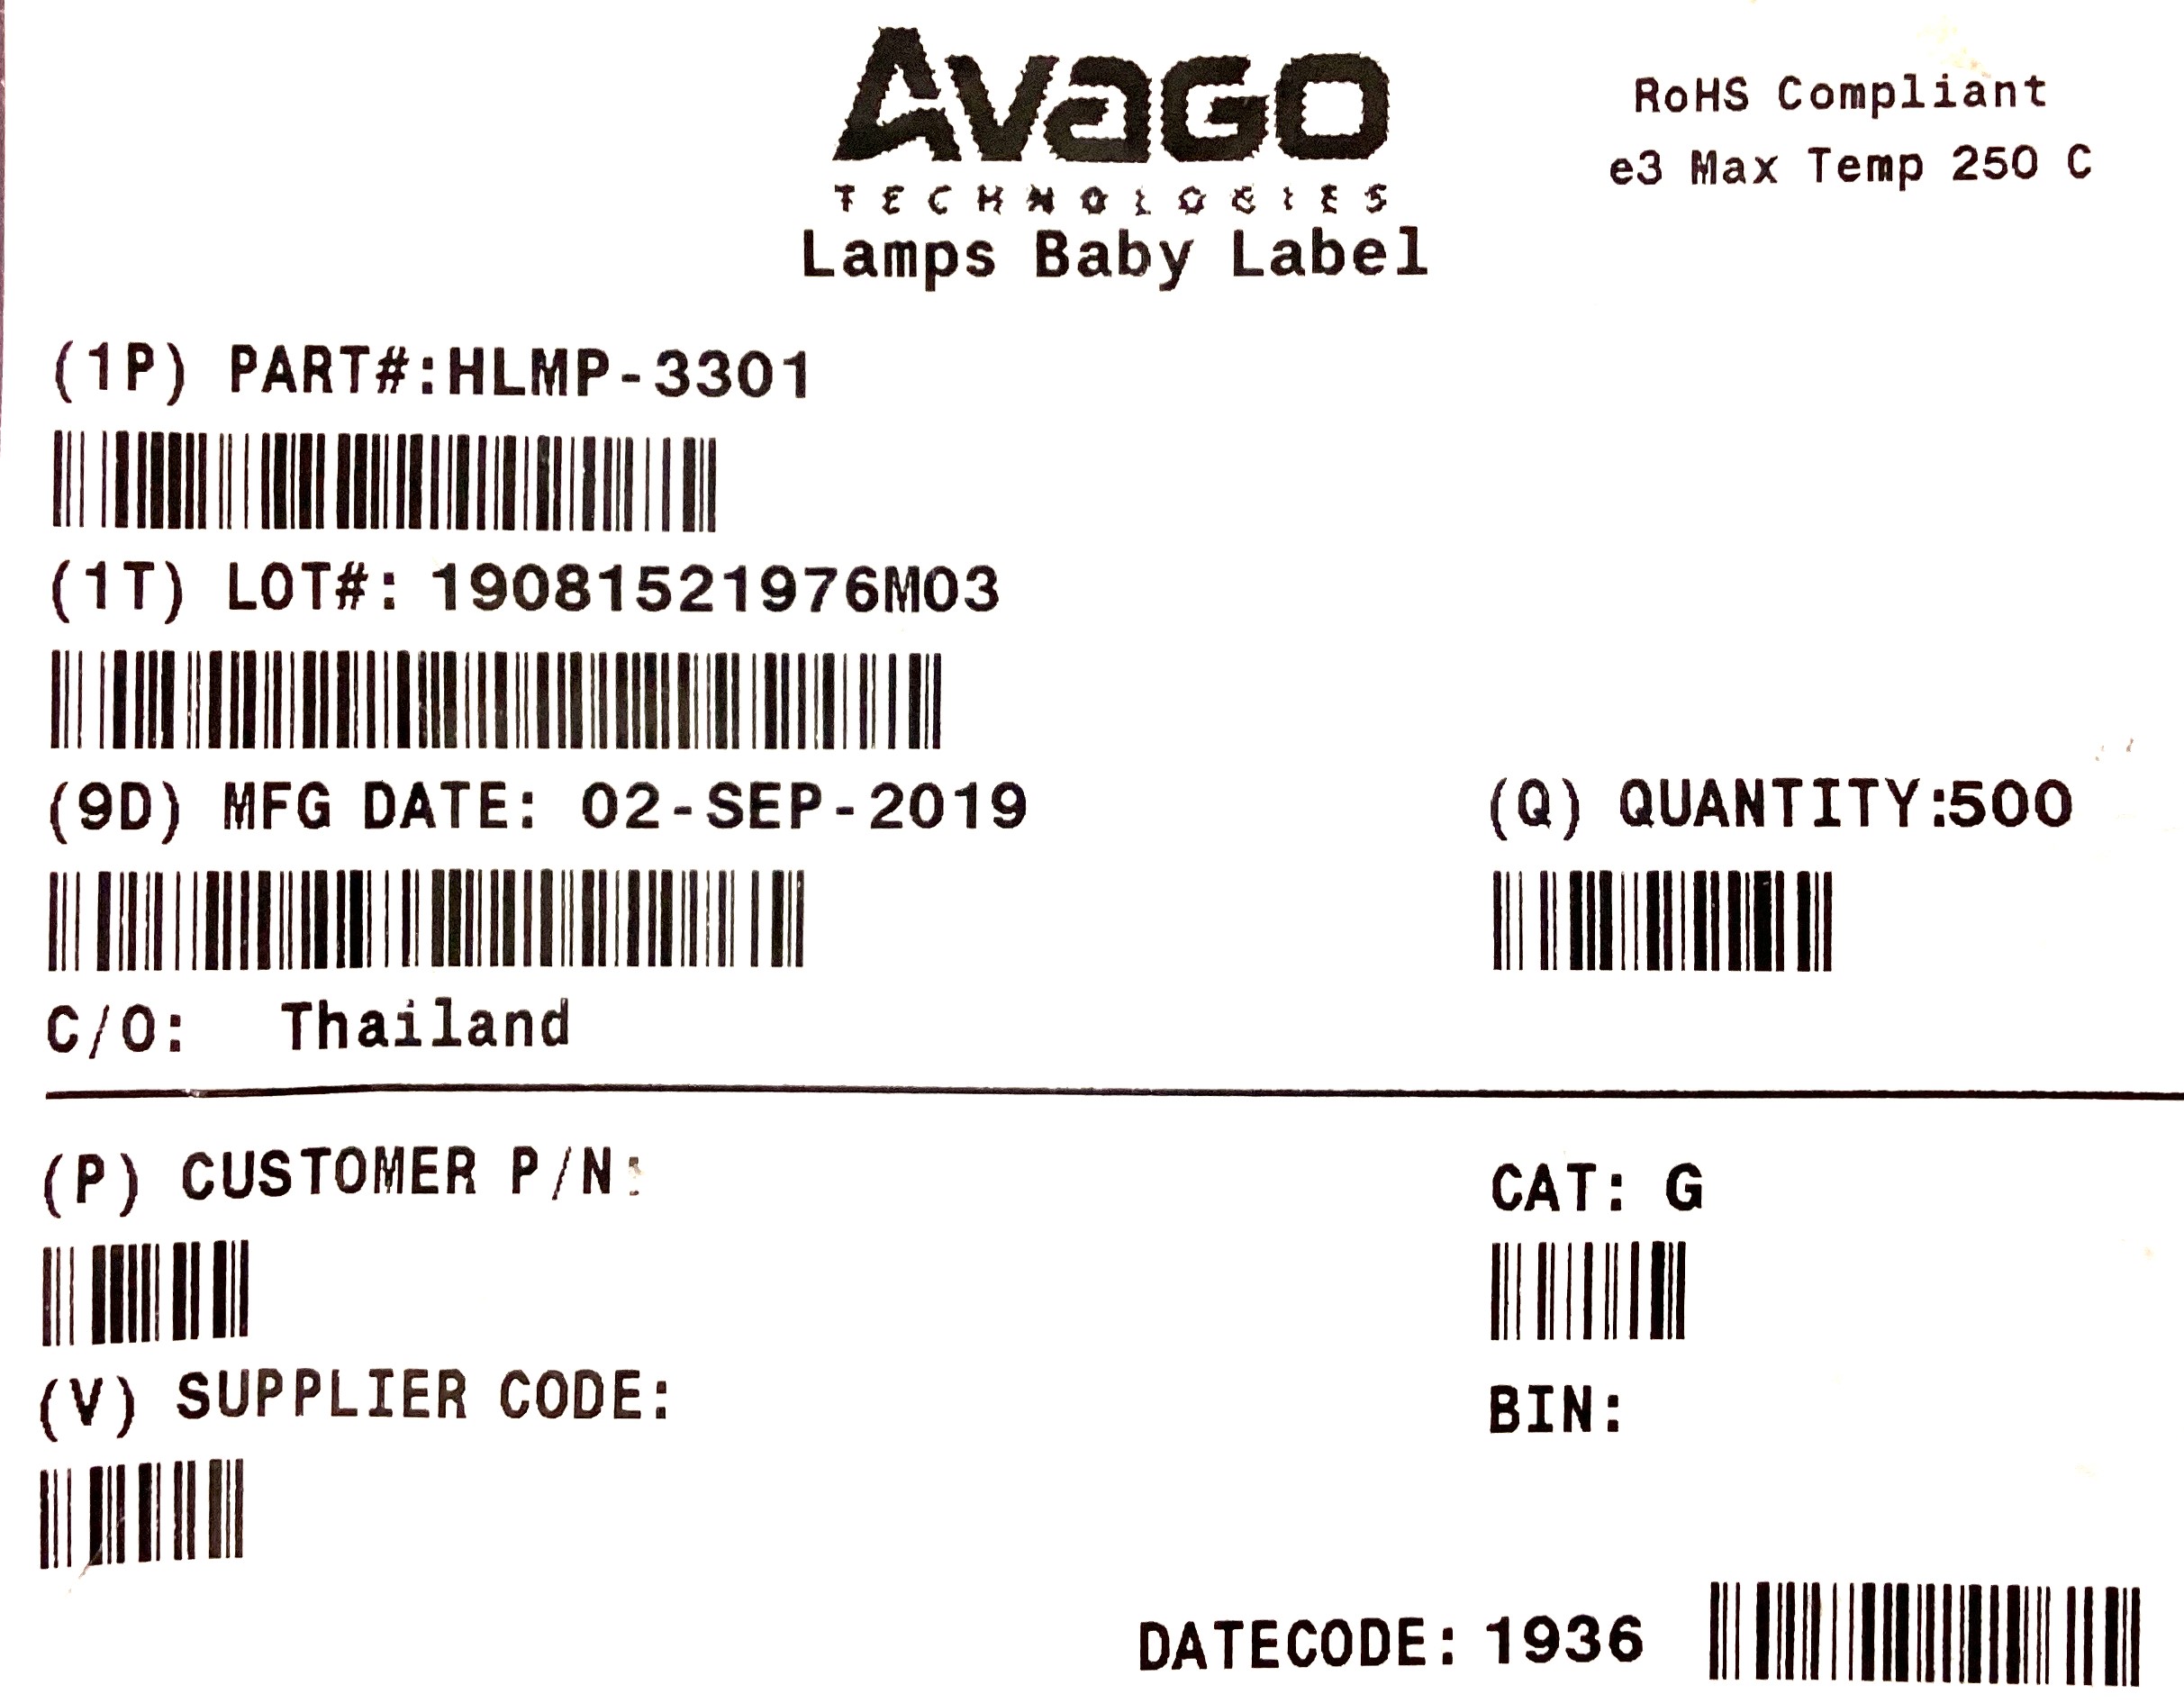 Avago
TECHNOLOGIES
Lamps Baby Label
RoHS Compliant
e3 Max Temp 250 C
(1P) PART#:HLMP-3301
(1T) LOT#: 19081521976M03
(9D) MFG DATE: 02-SEP-2019
(Q) QUANTITY:500
C/O: Thailand
(P) CUSTOMER P/N:
CAT: G
(V) SUPPLIER CODE:
BIN:
DATECODE: 1936